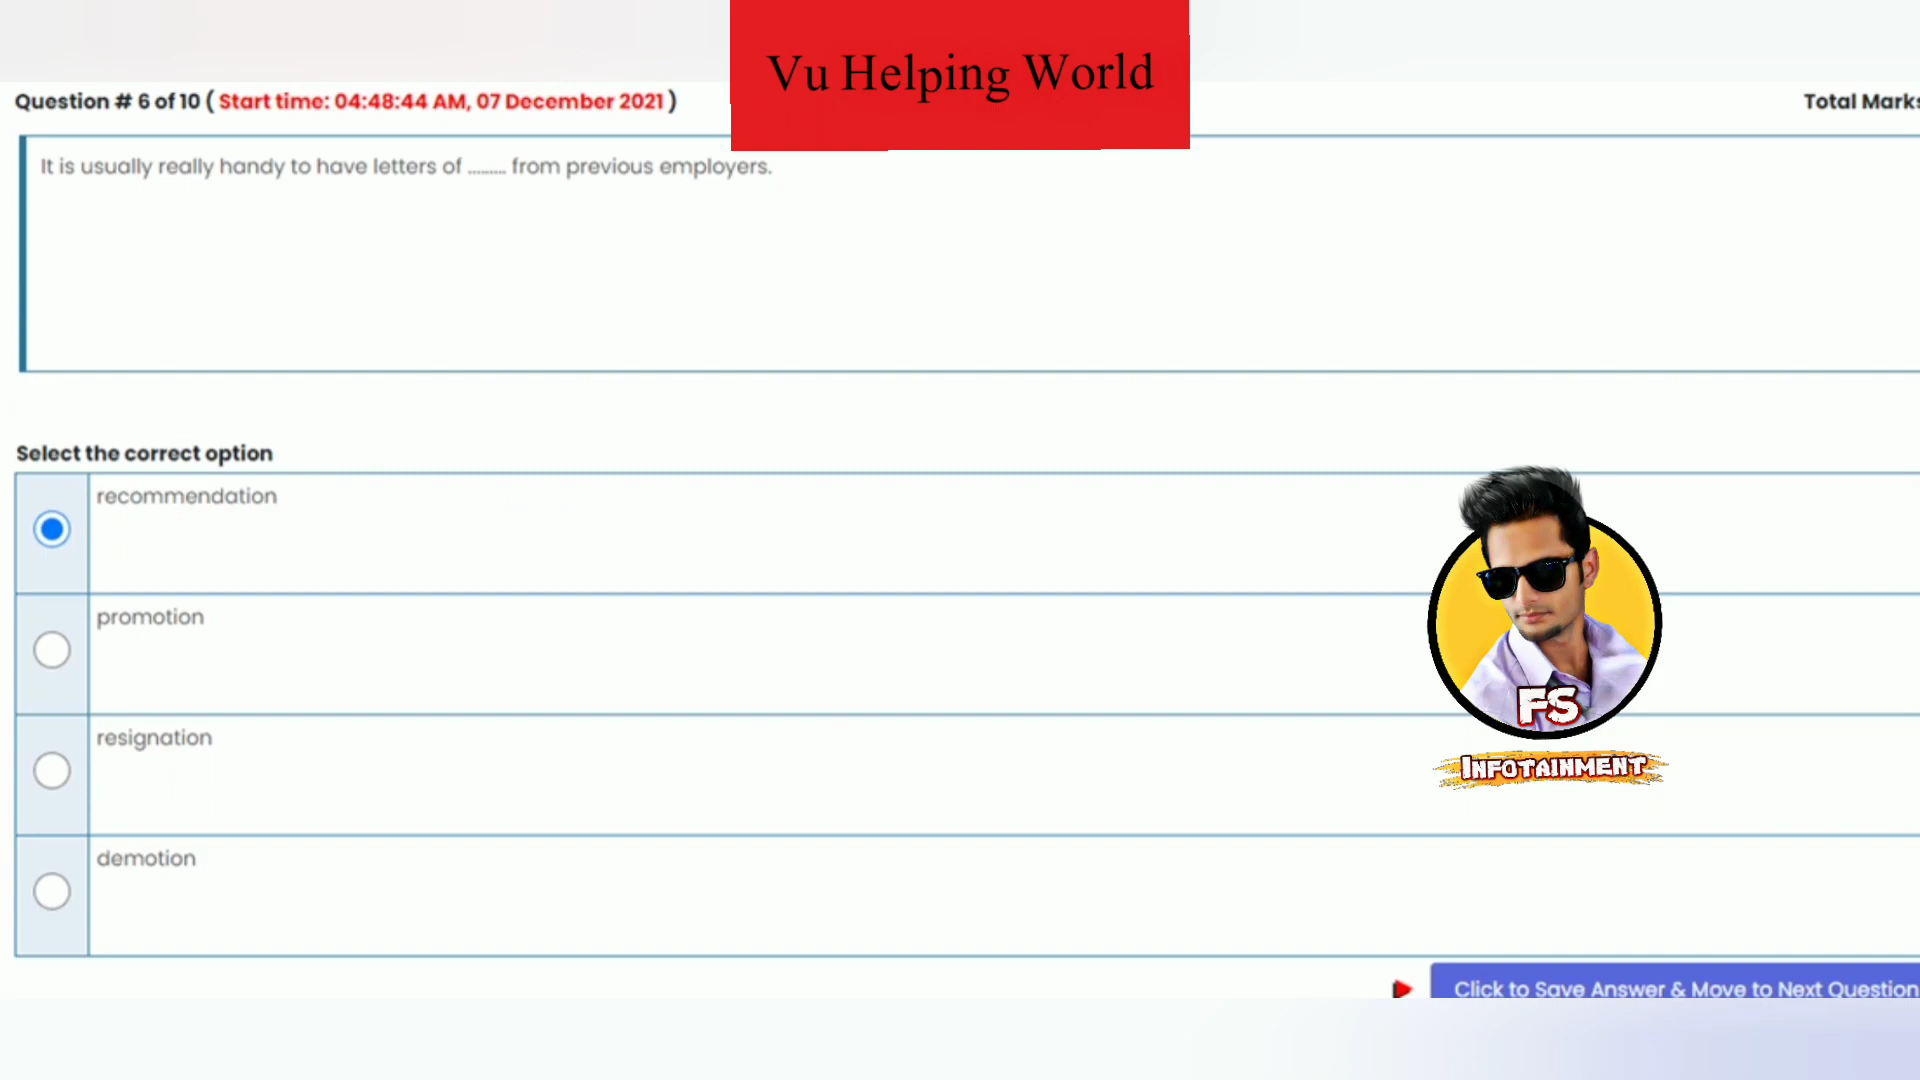 Vu Helping World
Question # 6 of 10 ( Start time: 04:48:44 AM, 07 December 2021 )
Total Marks
It is usually really handy to have letters of ......... from previous employers.
Select the correct option
recommendation
promotion
resignation
demotion
FS
INFOTAINMENT
Click to Save Answer & Move to Next Question